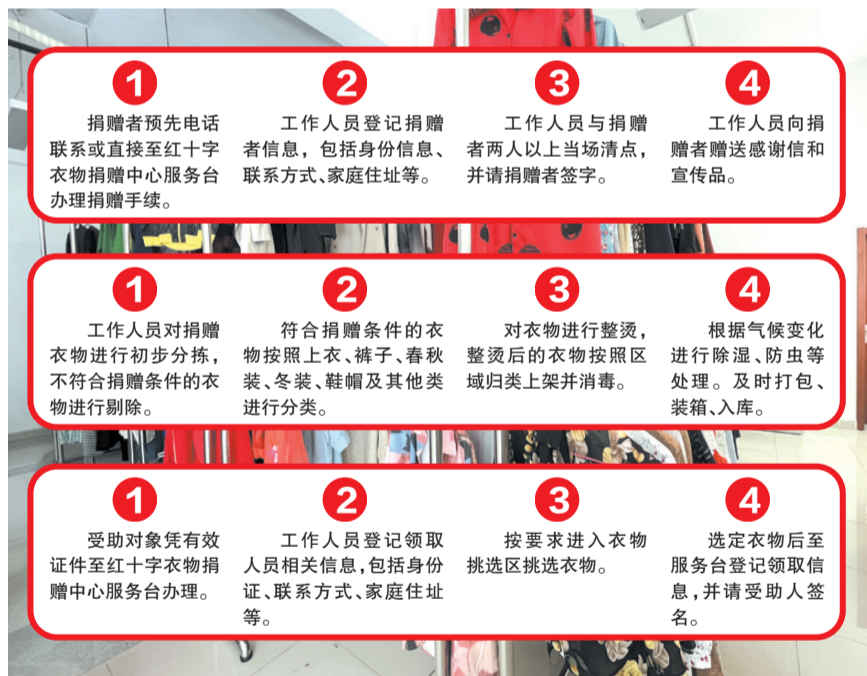 1
捐赠者预先电话
联系或直接至红十字
衣物捐赠中心服务台
办理捐赠手续。
2
工作人员登记捐赠
者信息，包括身份信息、
联系方式、家庭住址等。
3
工作人员与捐赠
者两人以上当场清点，
并请捐赠者签字。
4
工作人员向捐
赠者赠送感谢信和
宣传品。
1
工作人员对捐赠
衣物进行初步分拣，
不符合捐赠条件的衣
物进行剔除。
2
符合捐赠条件的衣
物按照上衣、裤子、春秋
装、冬装、鞋帽及其他类
进行分类。
3
对衣物进行整烫，
整烫后的衣物按照区
域归类上架并消毒。
4
根据气候变化
进行除湿、防虫等
处理。及时打包、
装箱、入库。
1
受助对象凭有效
证件至红十字衣物捐
赠中心服务台办理。
2
工作人员登记领取
人员相关信息，包括身份
证、联系方式、家庭住址
等。
3
按要求进入衣物
挑选区挑选衣物。
4
选定衣物后至
服务台登记领取信
息，并请受助人签
名。